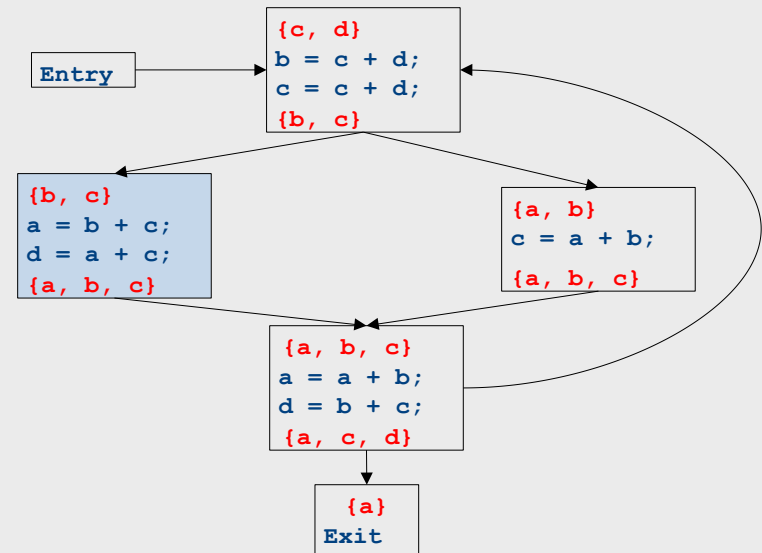 {c, d}
b = c + d;
c = c + d;
{b, c}
Entry
{b, c}
a = b + c;
d = a + c;
{a, b, c}
{a, b}
c = a + b;
{a, b, c}
{a, b, c}
a = a + b;
d = b + c;
{a, c, d}
{a}
Exit